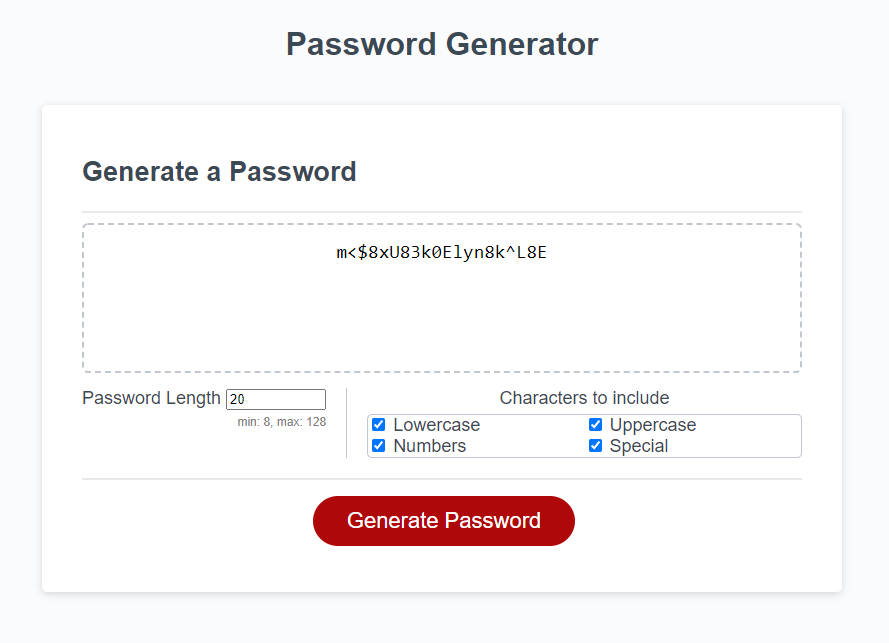 Password Generator
Generate a Password
m<$8xU83k0Elyn8k^L8E
Password Length 20
min: 8, max: 128
Characters to include
Lowercase Uppercase
Numbers Special
Generate Password